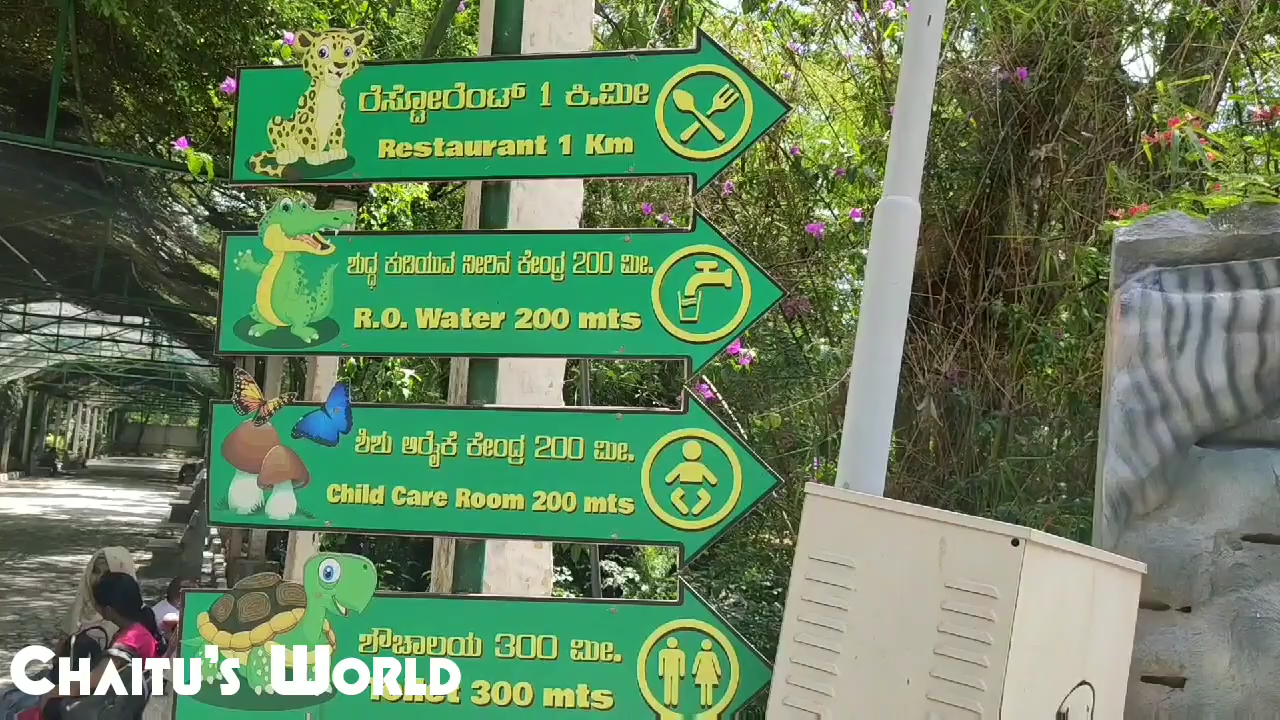 ರೆಸ್ಟೋರೆಂಟ್ 1 ಕಿ.ಮೀ
Restaurant 1 Km
ಶುದ್ಧ ಕುಡಿಯುವ ನೀರಿನ ಕೇಂದ್ರ 200 ಮೀ.
R.O. Water 200 mts
ಶಿಶು ಆರೈಕೆ ಕೇಂದ್ರ 200 ಮೀ.
Child Care Room 200 mts
ಶೌಚಾಲಯ 300 ಮೀ.
Toilet 300 mts
Chaitu's World